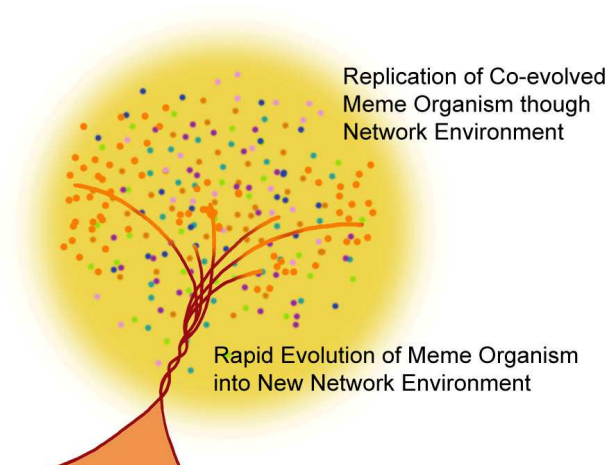 Replication of Co-evolved
Meme Organism though
Network Environment
Rapid Evolution of Meme Organism
into New Network Environment